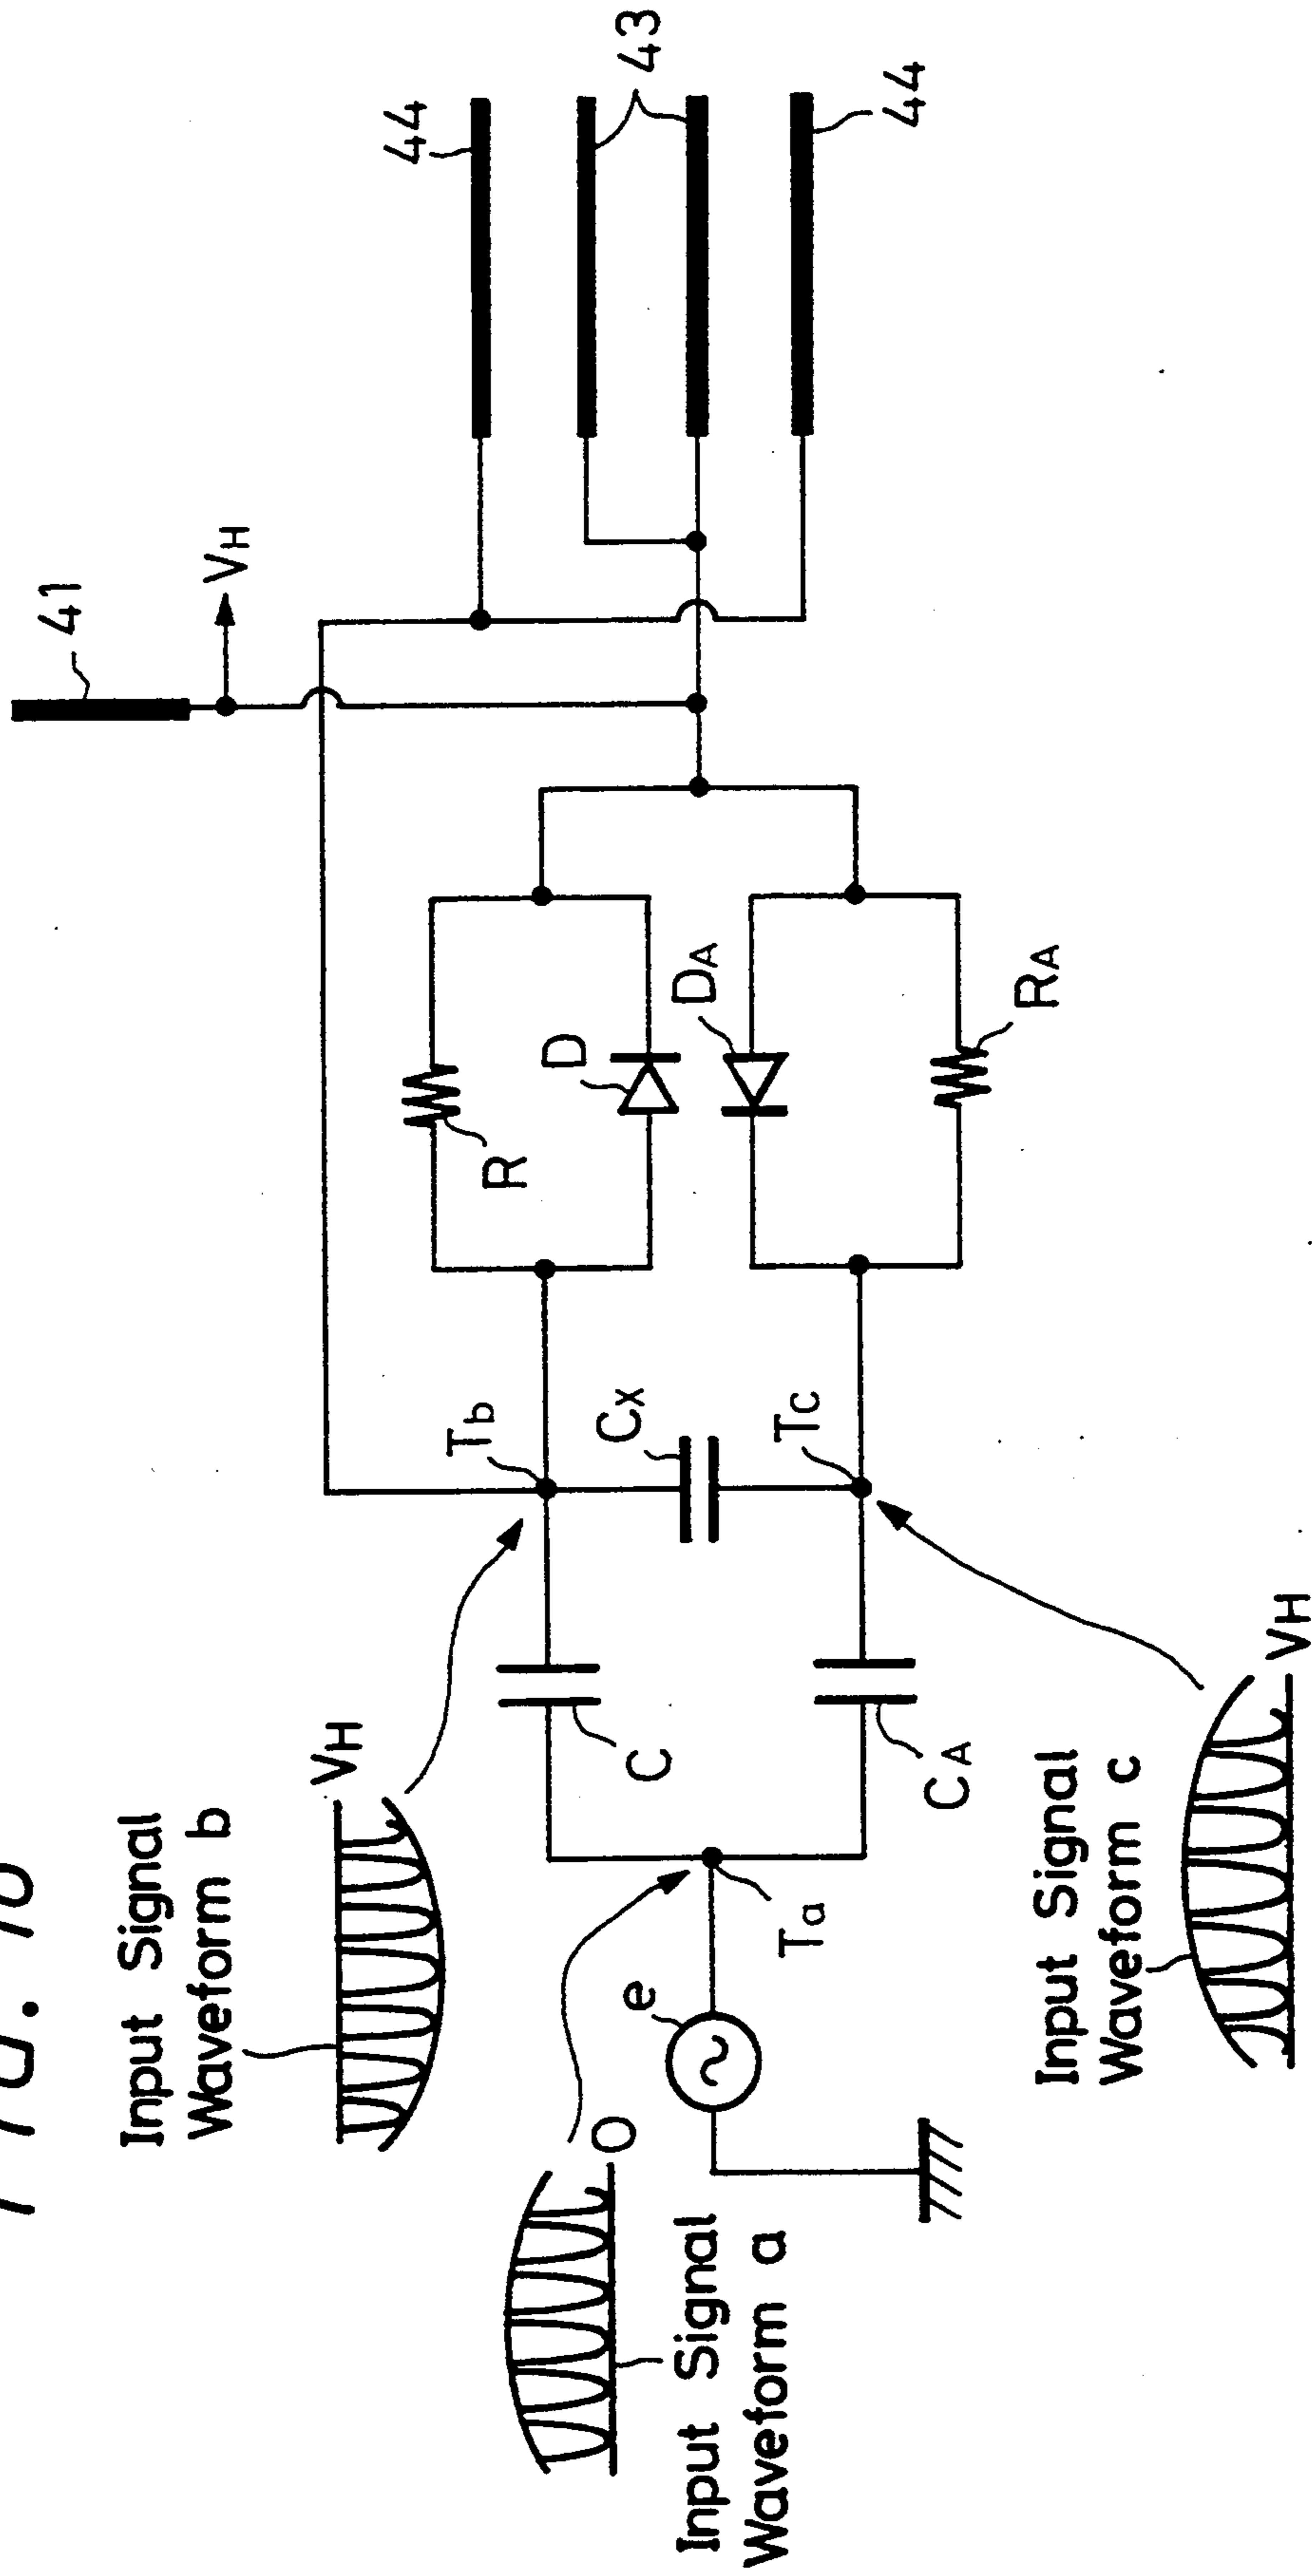 Input Signal
Waveform b
VH
Input Signal
Waveform a
O
e
Ta
C
CA
Tb
CX
Tc
R
D
DA
RA
41
VH
44
43
44
Input Signal
Waveform c
VH